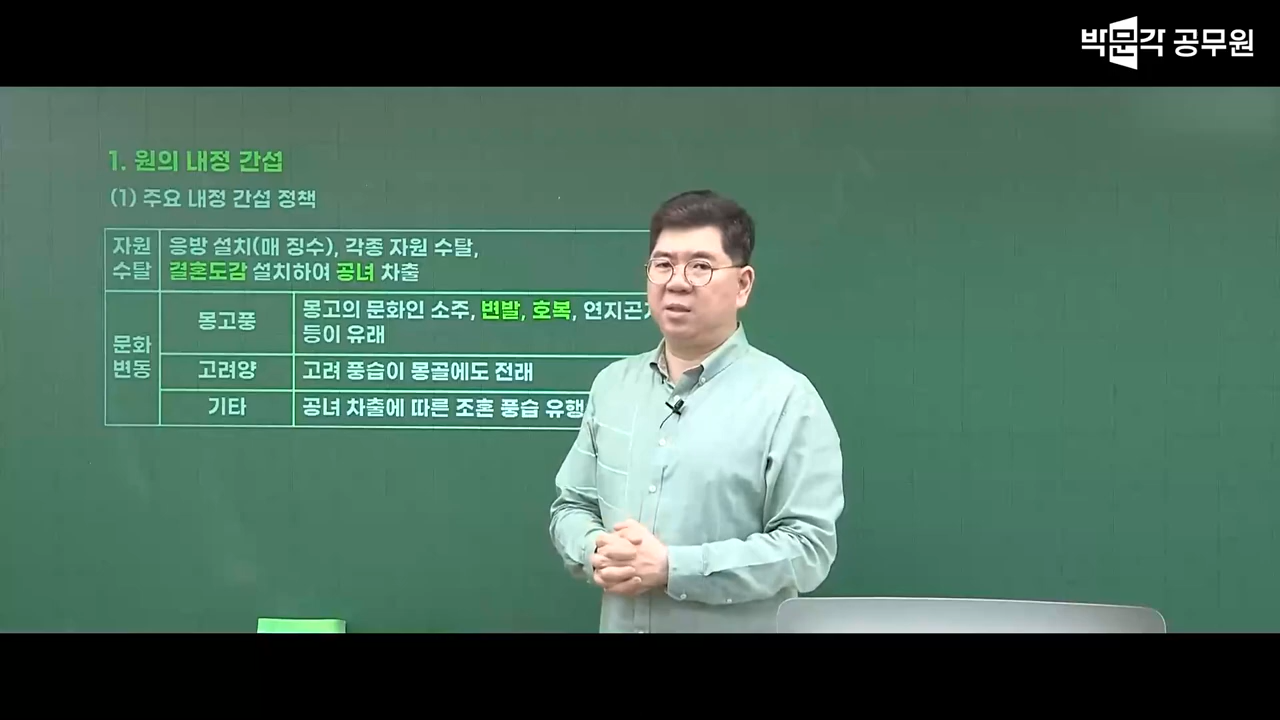 박문각 공무원
1. 원의 내정 간섭
(1) 주요 내정 간섭 정책
자원 수탈
응방 설치(매 징수), 각종 자원 수탈,
결혼도감 설치하여 공녀 차출
문화 변동
몽고풍
몽고의 문화인 소주, 변발, 호복,
등이 유래
고려양
고려 풍습이 몽골에도 전래
기타
공녀 차출에 따른 조혼 풍습 유행